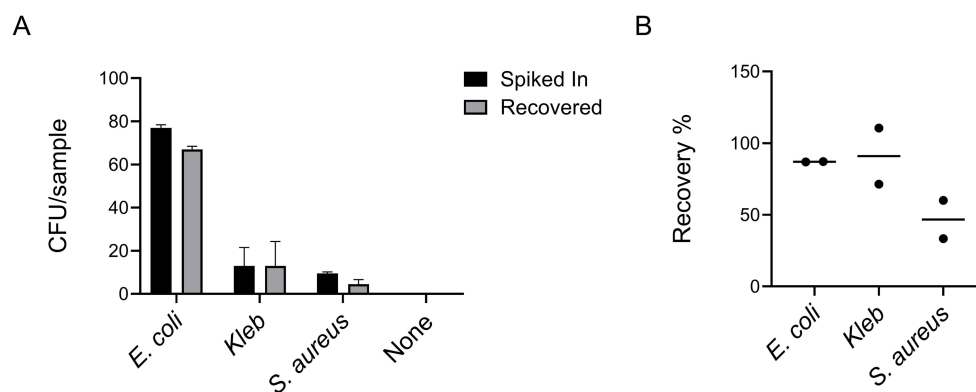 A
CFU/sample
100
80
60
40
20
0
E. coli
Kleb
S. aureus
None
Spiked In
Recovered
B
Recovery %
150
100
50
0
E. coli
Kleb
S. aureus